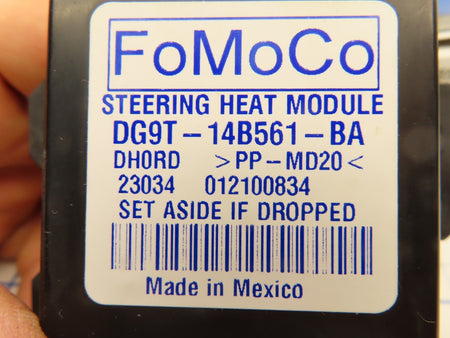 FoMoCo
STEERING HEAT MODULE
DG9T-14B561-BA
DHORD >PP-MD20<
23034 012100834
SET ASIDE IF DROPPED
Made in Mexico